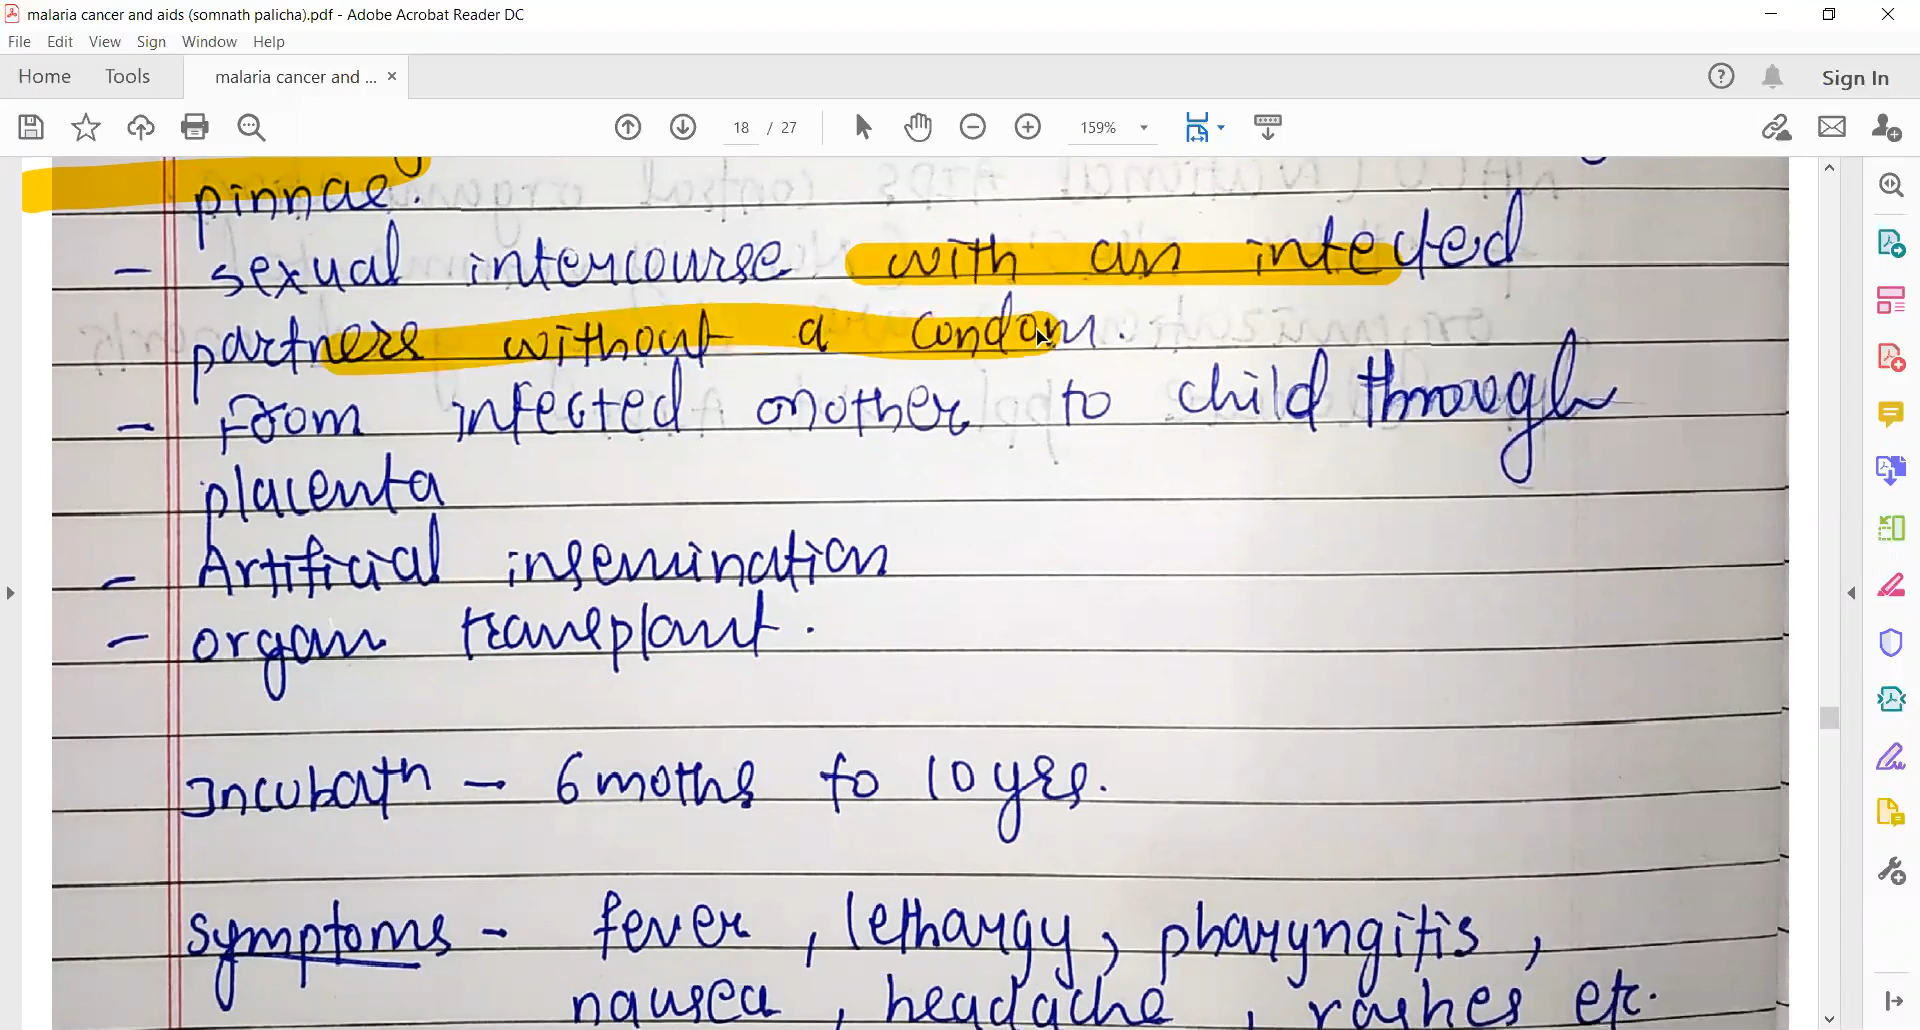 malaria cancer and aids (somnath palicha).pdf - Adobe Acrobat Reader DC
File Edit View Sign Window Help
Home Tools malaria cancer and ... × Sign In
18 / 27 159%
pinnae.
- sexual intercourse with an infected
partners without a condom.
- From infected mother to child through
placenta
- Artificial insemination
- organ transplant.
Incubath - 6 moths to 10 yrs.
symptoms - fever, lethargy, pharyngitis,
nausea, headache, rashes etc.